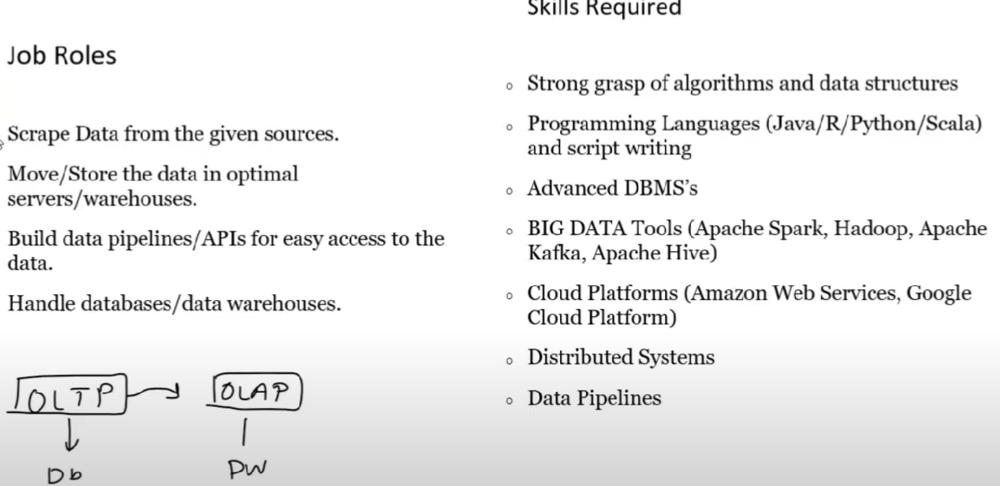 Job Roles
Scrape Data from the given sources.
Move/Store the data in optimal
servers/warehouses.
Build data pipelines/APIs for easy access to the
data.
Handle databases/data warehouses.
OLTP
OLAP
Db
DW
Skills Required
Strong grasp of algorithms and data structures
Programming Languages (Java/R/Python/Scala)
and script writing
Advanced DBMS’s
BIG DATA Tools (Apache Spark, Hadoop, Apache
Kafka, Apache Hive)
Cloud Platforms (Amazon Web Services, Google
Cloud Platform)
Distributed Systems
Data Pipelines